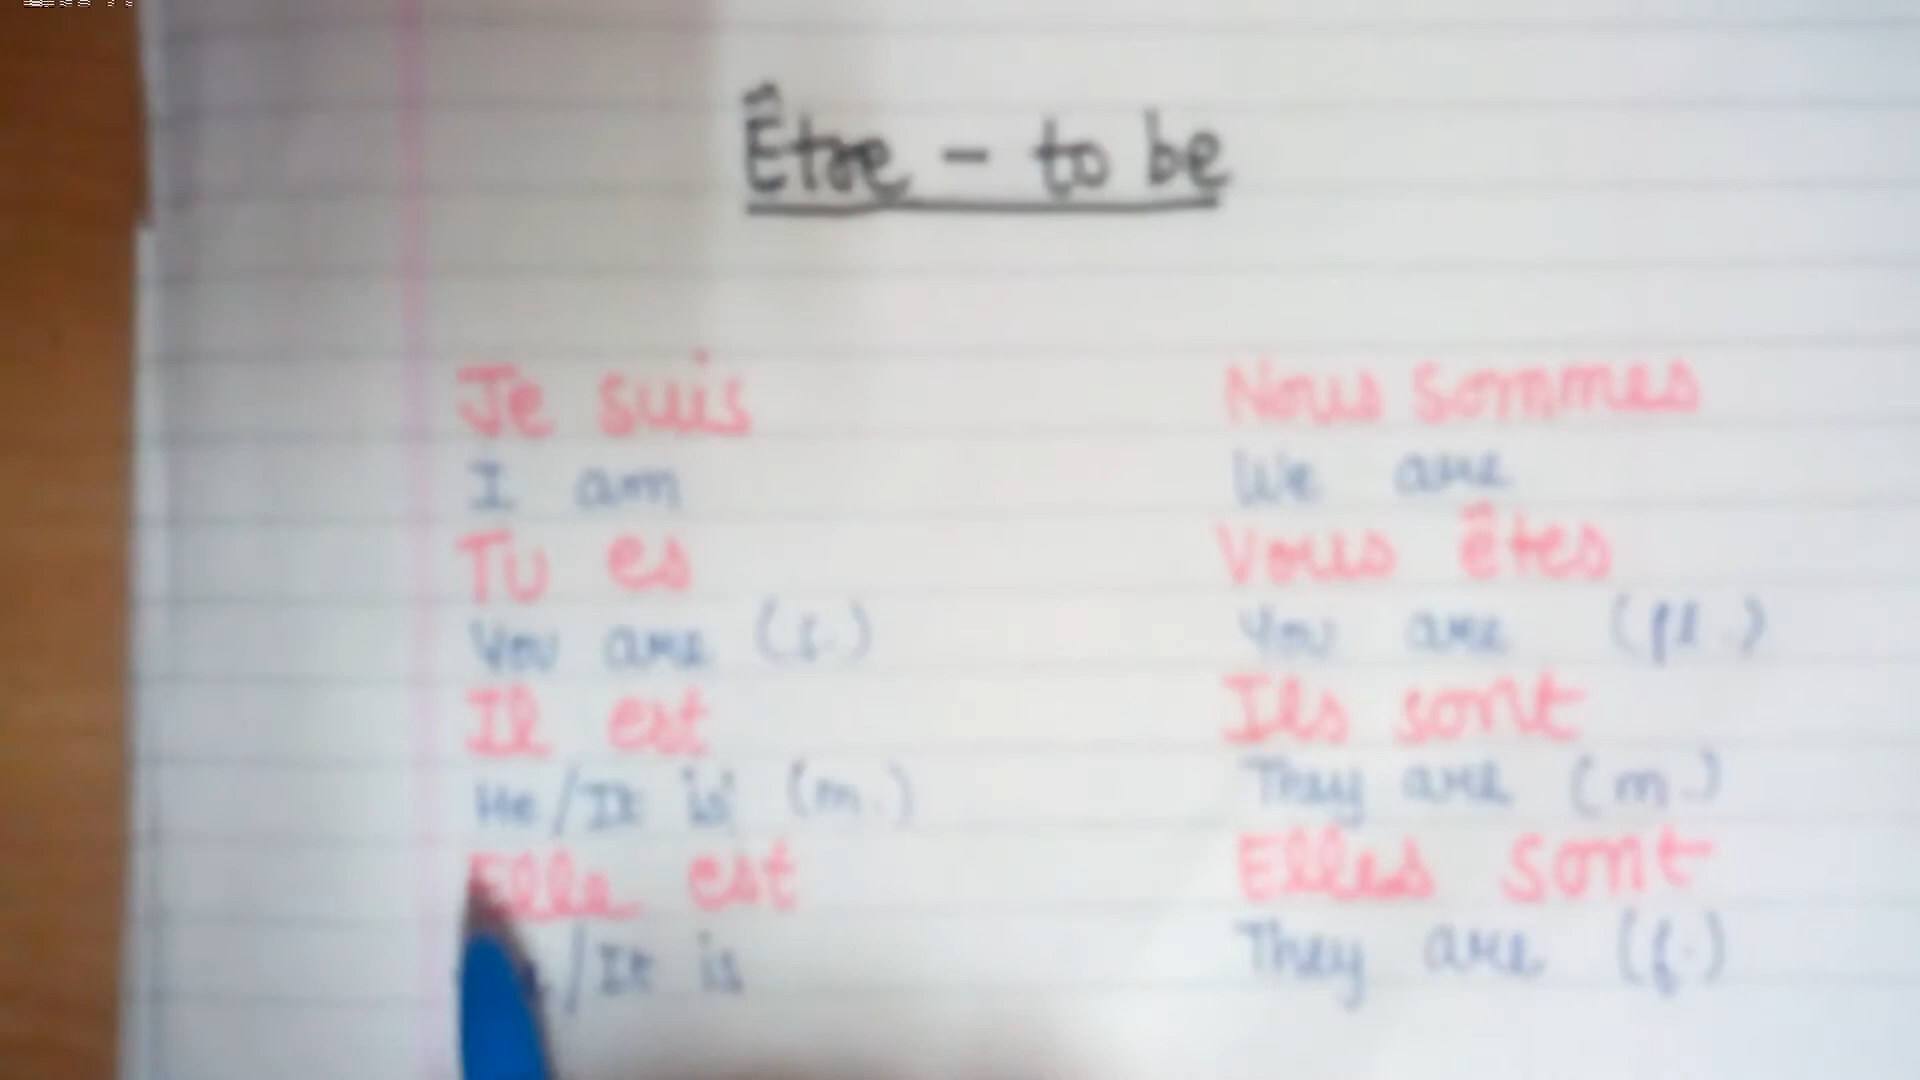 Être - to be
Je suis
I am
Tu es
You are (s.)
Il est
He/It is (m.)
Elle est
/It is
Nous sommes
We are
Vous êtes
You are (pl.)
Ils sont
They are (m.)
Elles sont
They are (f.)